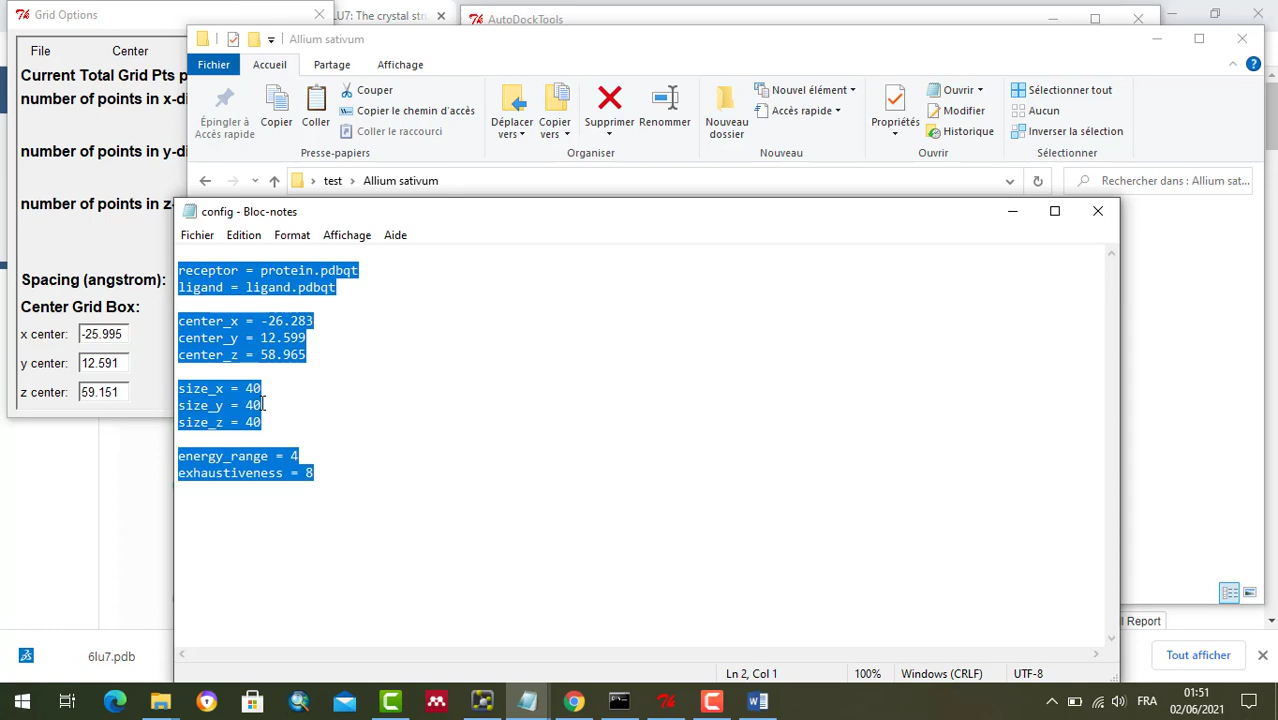 Grid Options
LU7: The crystal str
AutoDockTools
File Center
Current Total Grid Pts p
number of points in x-di
number of points in y-di
number of points in z-
Spacing (angstrom):
Center Grid Box:
x center: -25.995
y center: 12.591
z center: 59.151
Allium sativum
Fichier Accueil Partage Affichage
Épingler à Accès rapide
Copier
Coller
Couper
Copier le chemin d'accès
Coller le raccourci
Presse-papiers
Déplacer vers
Copier vers
Supprimer
Renommer
Organiser
Nouveau dossier
Nouvel élément
Accès rapide
Nouveau
Propriétés
Ouvrir
Modifier
Historique
Ouvrir
Sélectionner tout
Aucun
Inverser la sélection
Sélectionner
test Allium sativum
Rechercher dans : Allium sat...
config - Bloc-notes
Fichier Edition Format Affichage Aide
receptor = protein.pdbqt
ligand = ligand.pdbqt
center_x = -26.283
center_y = 12.599
center_z = 58.965
size_x = 40
size_y = 40
size_z = 40
energy_range = 4
exhaustiveness = 8
Ln 2, Col 1 100% Windows (CRLF) UTF-8
l Report
6lu7.pdb
Tout afficher
FRA
01:51
02/06/2021